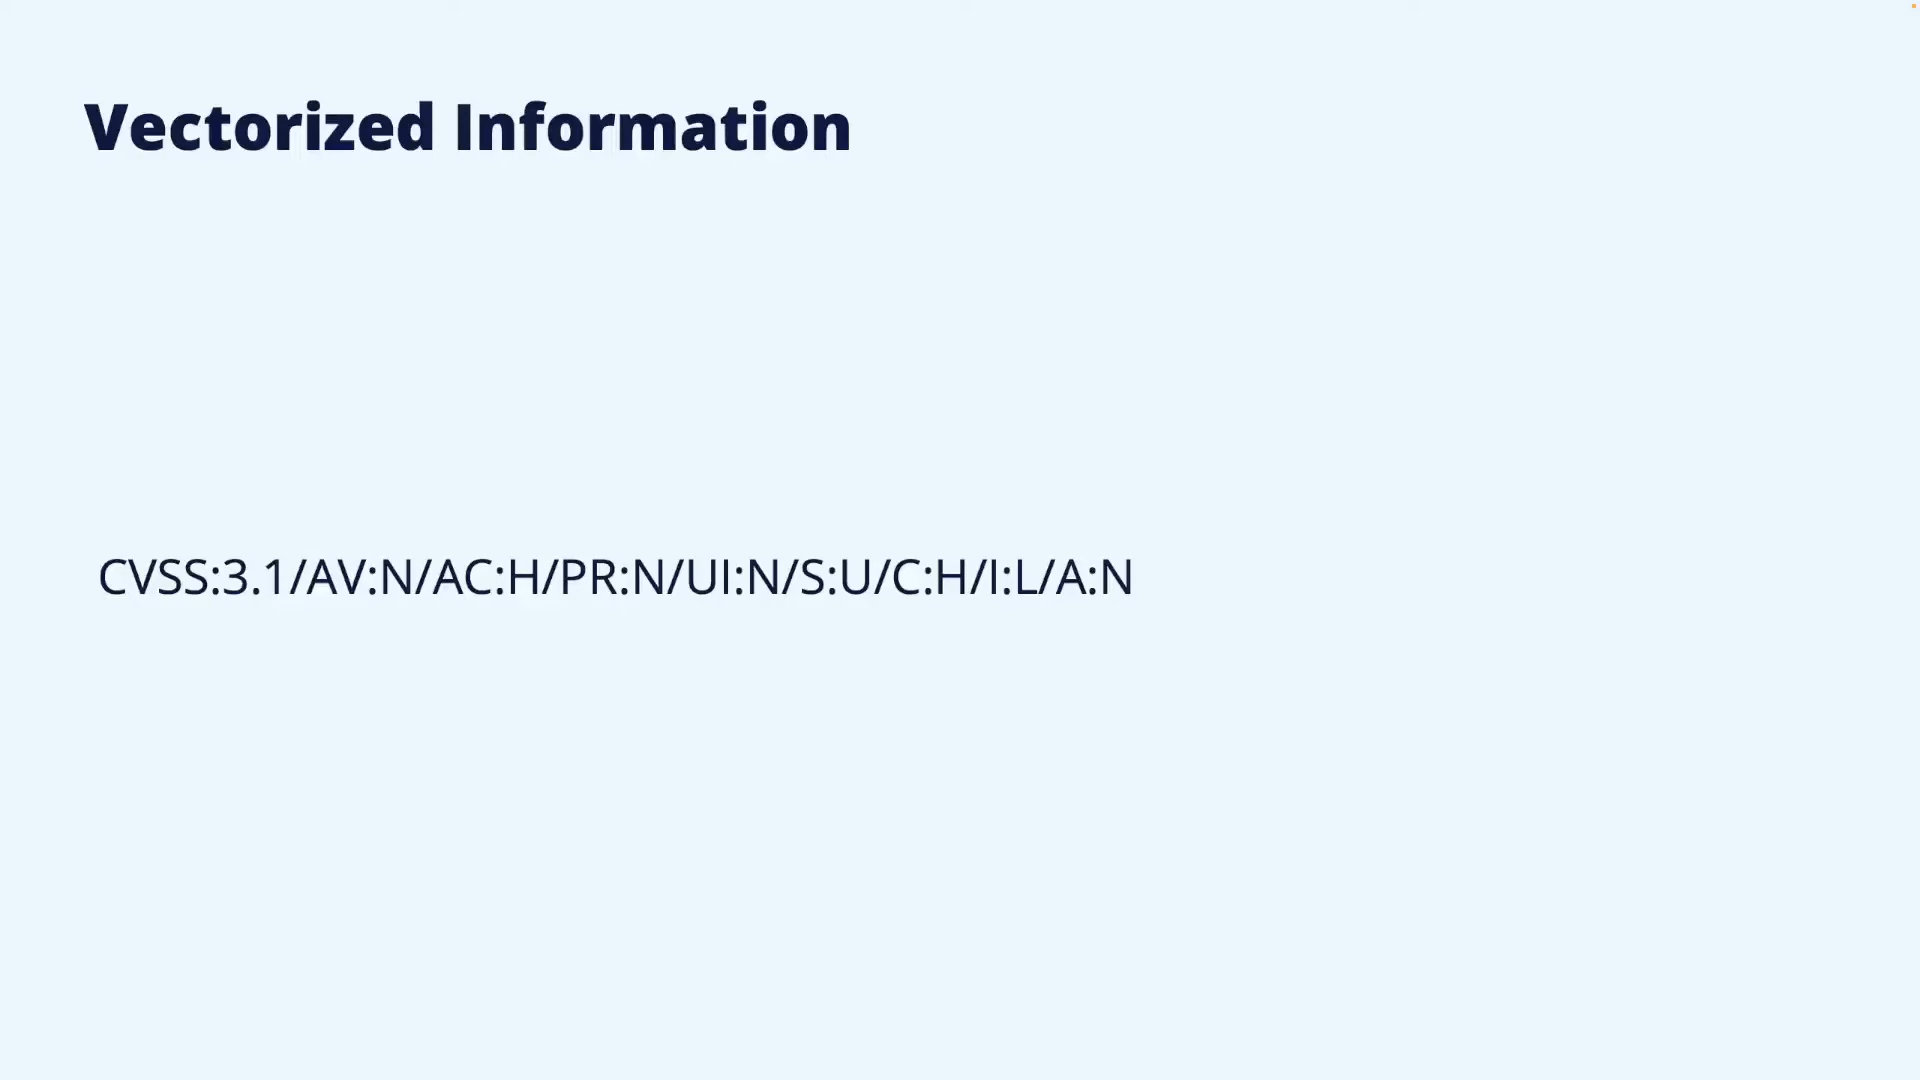 Vectorized Information
CVSS:3.1/AV:N/AC:H/PR:N/UI:N/S:U/C:H/I:L/A:N